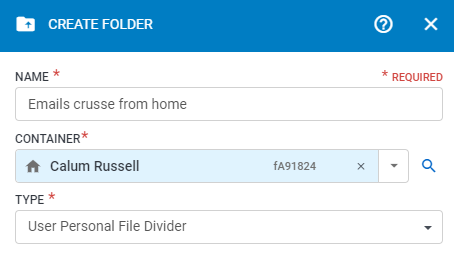 CREATE FOLDER
NAME *
* REQUIRED
Emails crusse from home
CONTAINER*
Calum Russell fA91824
TYPE *
User Personal File Divider